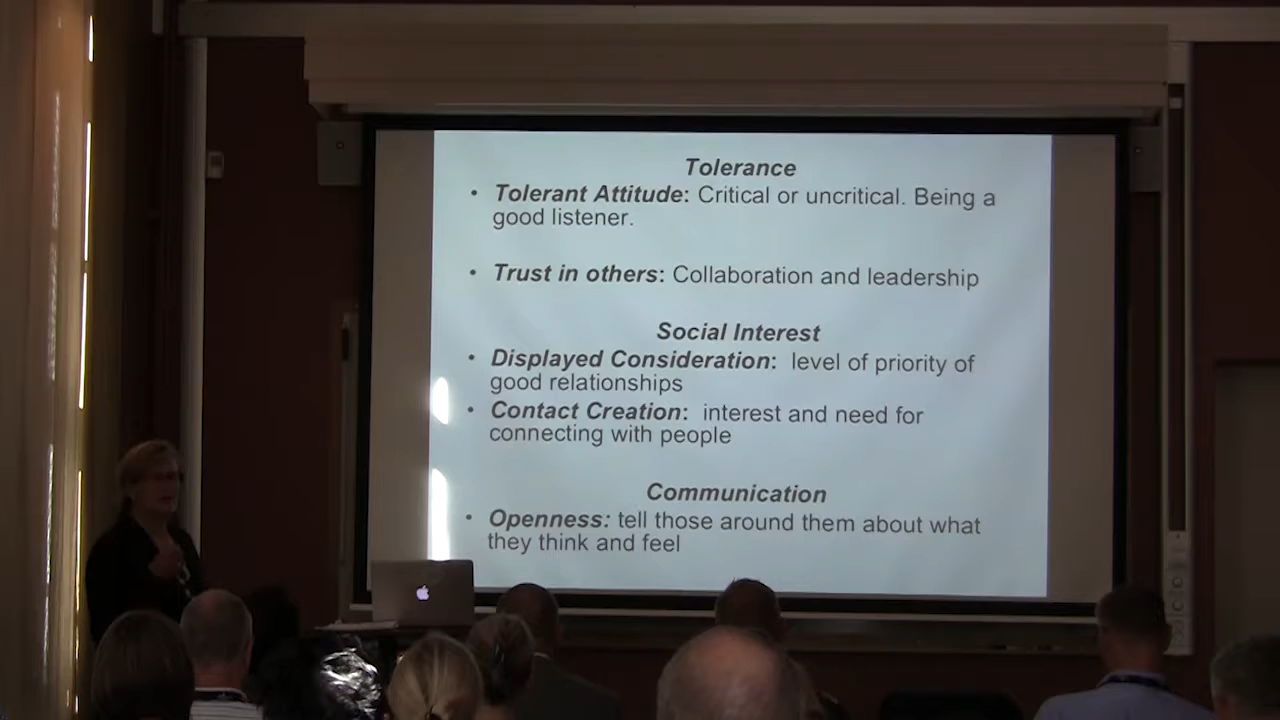 Tolerance
• Tolerant Attitude: Critical or uncritical. Being a
good listener.
• Trust in others: Collaboration and leadership
Social Interest
• Displayed Consideration: level of priority of
good relationships
• Contact Creation: interest and need for
connecting with people
Communication
• Openness: tell those around them about what
they think and feel